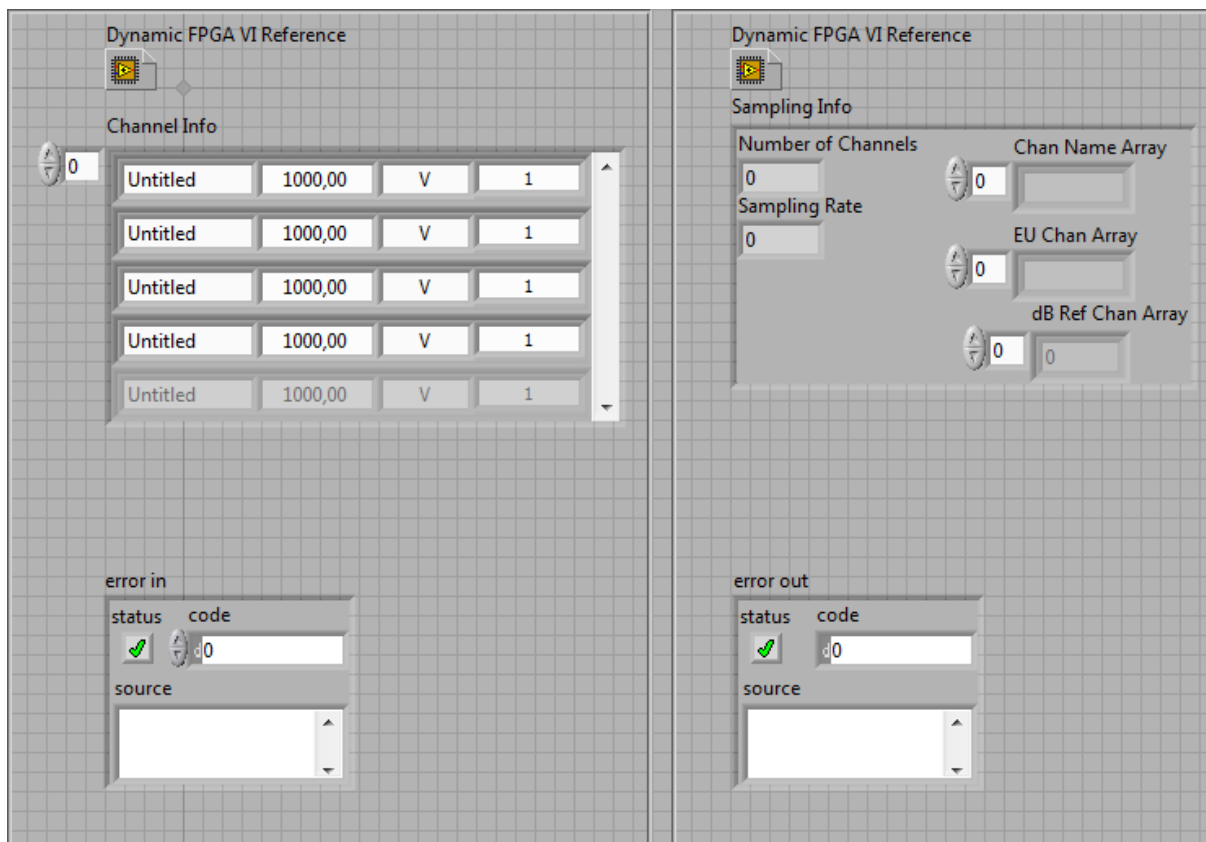 Dynamic FPGA VI Reference
Channel Info
0
Untitled 1000,00 V 1
Untitled 1000,00 V 1
Untitled 1000,00 V 1
Untitled 1000,00 V 1
Untitled 1000,00 V 1
error in
status code
d0
source
Dynamic FPGA VI Reference
Sampling Info
Number of Channels
0
Sampling Rate
0
Chan Name Array
0
EU Chan Array
0
dB Ref Chan Array
0 0
error out
status code
d0
source